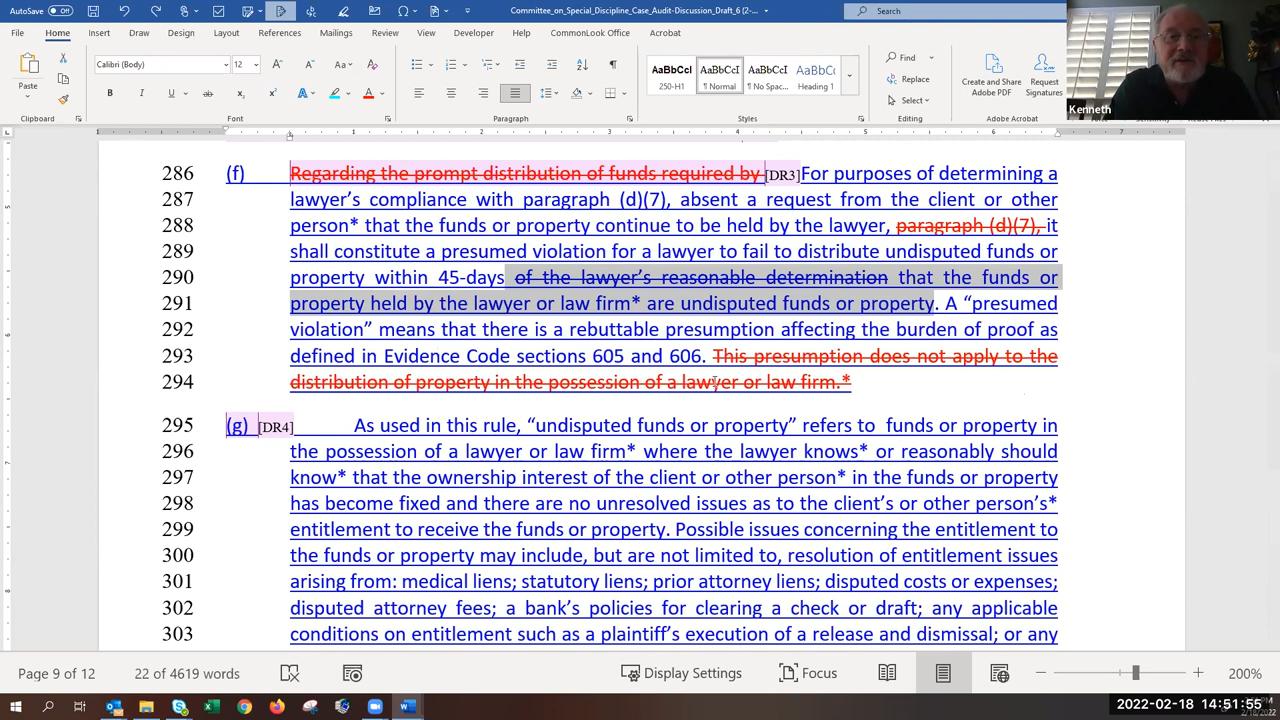 AutoSave Off
Committee_on_Special_Discipline_Case_Audit-Discussion_Draft_6 (2-...
Search
File Home Insert Draw Design Layout References Mailings Review View Developer Help CommonLook Office Acrobat
Calibri (Body) 12
Paste
Clipboard Font Paragraph Styles Editing Adobe Acrobat
AaBbCcI AaBbCcI AaBbCcI AaBbCcI
250-H1 ¶ Normal ¶ No Spac... Heading 1
Find
Replace
Select
Create and Share Adobe PDF
Request Signatures
Kenneth
286 (f) Regarding the prompt distribution of funds required by [DR3]For purposes of determining a
287 lawyer’s compliance with paragraph (d)(7), absent a request from the client or other
288 person* that the funds or property continue to be held by the lawyer, paragraph (d)(7), it
289 shall constitute a presumed violation for a lawyer to fail to distribute undisputed funds or
290 property within 45-days of the lawyer’s reasonable determination that the funds or
291 property held by the lawyer or law firm* are undisputed funds or property. A “presumed
292 violation” means that there is a rebuttable presumption affecting the burden of proof as
293 defined in Evidence Code sections 605 and 606. This presumption does not apply to the
294 distribution of property in the possession of a lawyer or law firm.*
295 (g) [DR4] As used in this rule, “undisputed funds or property” refers to funds or property in
296 the possession of a lawyer or law firm* where the lawyer knows* or reasonably should
297 know* that the ownership interest of the client or other person* in the funds or property
298 has become fixed and there are no unresolved issues as to the client’s or other person’s*
299 entitlement to receive the funds or property. Possible issues concerning the entitlement to
300 the funds or property may include, but are not limited to, resolution of entitlement issues
301 arising from: medical liens; statutory liens; prior attorney liens; disputed costs or expenses;
302 disputed attorney fees; a bank’s policies for clearing a check or draft; any applicable
303 conditions on entitlement such as a plaintiff’s execution of a release and dismissal; or any
Page 9 of 12 22 of 4619 words Display Settings Focus 200%
2022-02-18 14:51:55